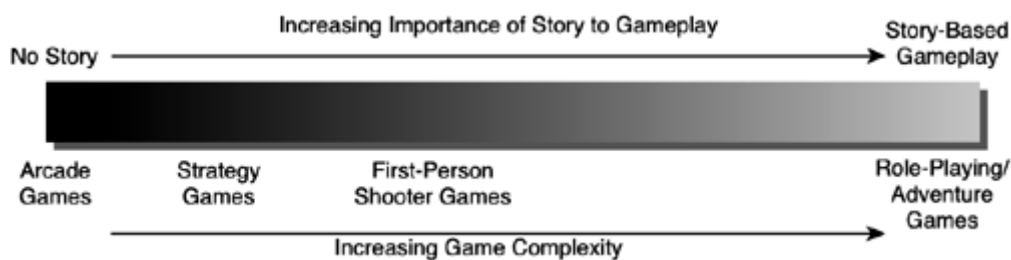 Increasing Importance of Story to Gameplay
No Story
Story-Based
Gameplay
Arcade
Games
Strategy
Games
First-Person
Shooter Games
Role-Playing/
Adventure
Games
Increasing Game Complexity